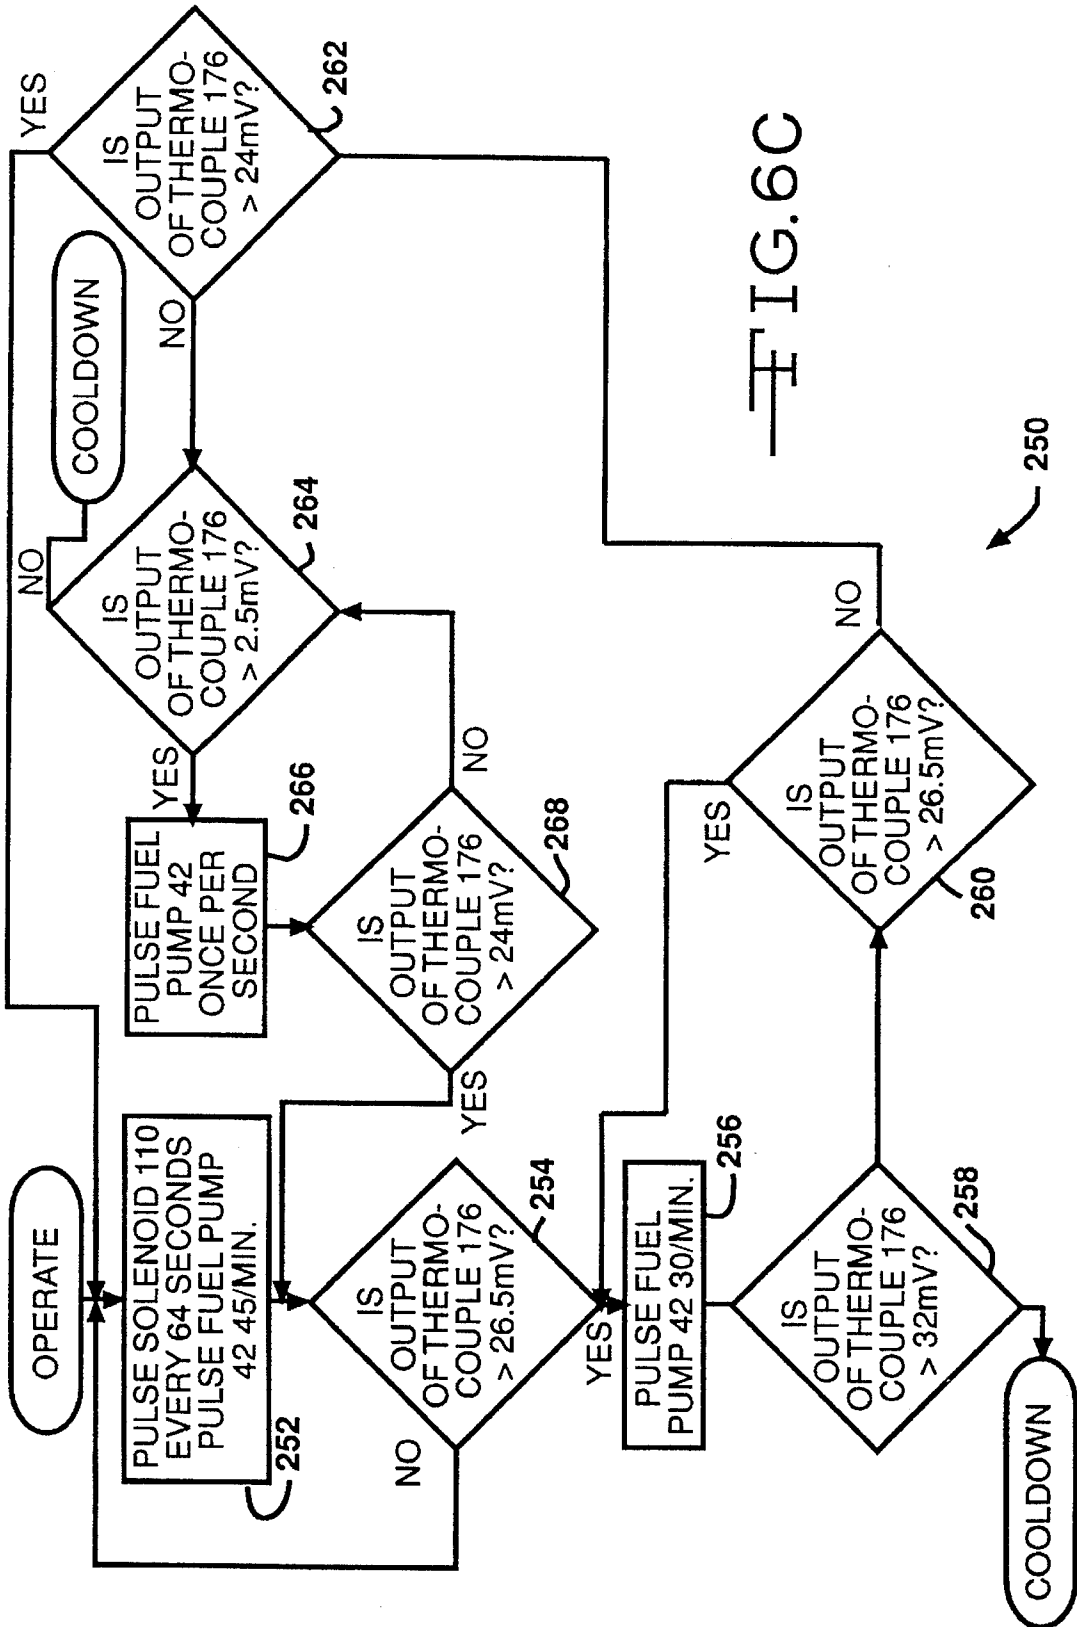 OPERATE
PULSE SOLENOID 110
EVERY 64 SECONDS
PULSE FUEL PUMP
42 45/MIN.
252
IS
OUTPUT
OF THERMO-
COUPLE 176
> 26.5mV?
254
NO
YES
PULSE FUEL
PUMP 42 30/MIN.
256
IS
OUTPUT
OF THERMO-
COUPLE 176
> 32mV?
258
COOLDOWN
IS
OUTPUT
OF THERMO-
COUPLE 176
> 26.5mV?
260
YES
NO
IS
OUTPUT
OF THERMO-
COUPLE 176
> 24mV?
262
YES
NO
IS
OUTPUT
OF THERMO-
COUPLE 176
> 2.5mV?
264
NO
COOLDOWN
YES
PULSE FUEL
PUMP 42
ONCE PER
SECOND
266
IS
OUTPUT
OF THERMO-
COUPLE 176
> 24mV?
268
YES
NO
250
FIG.6C